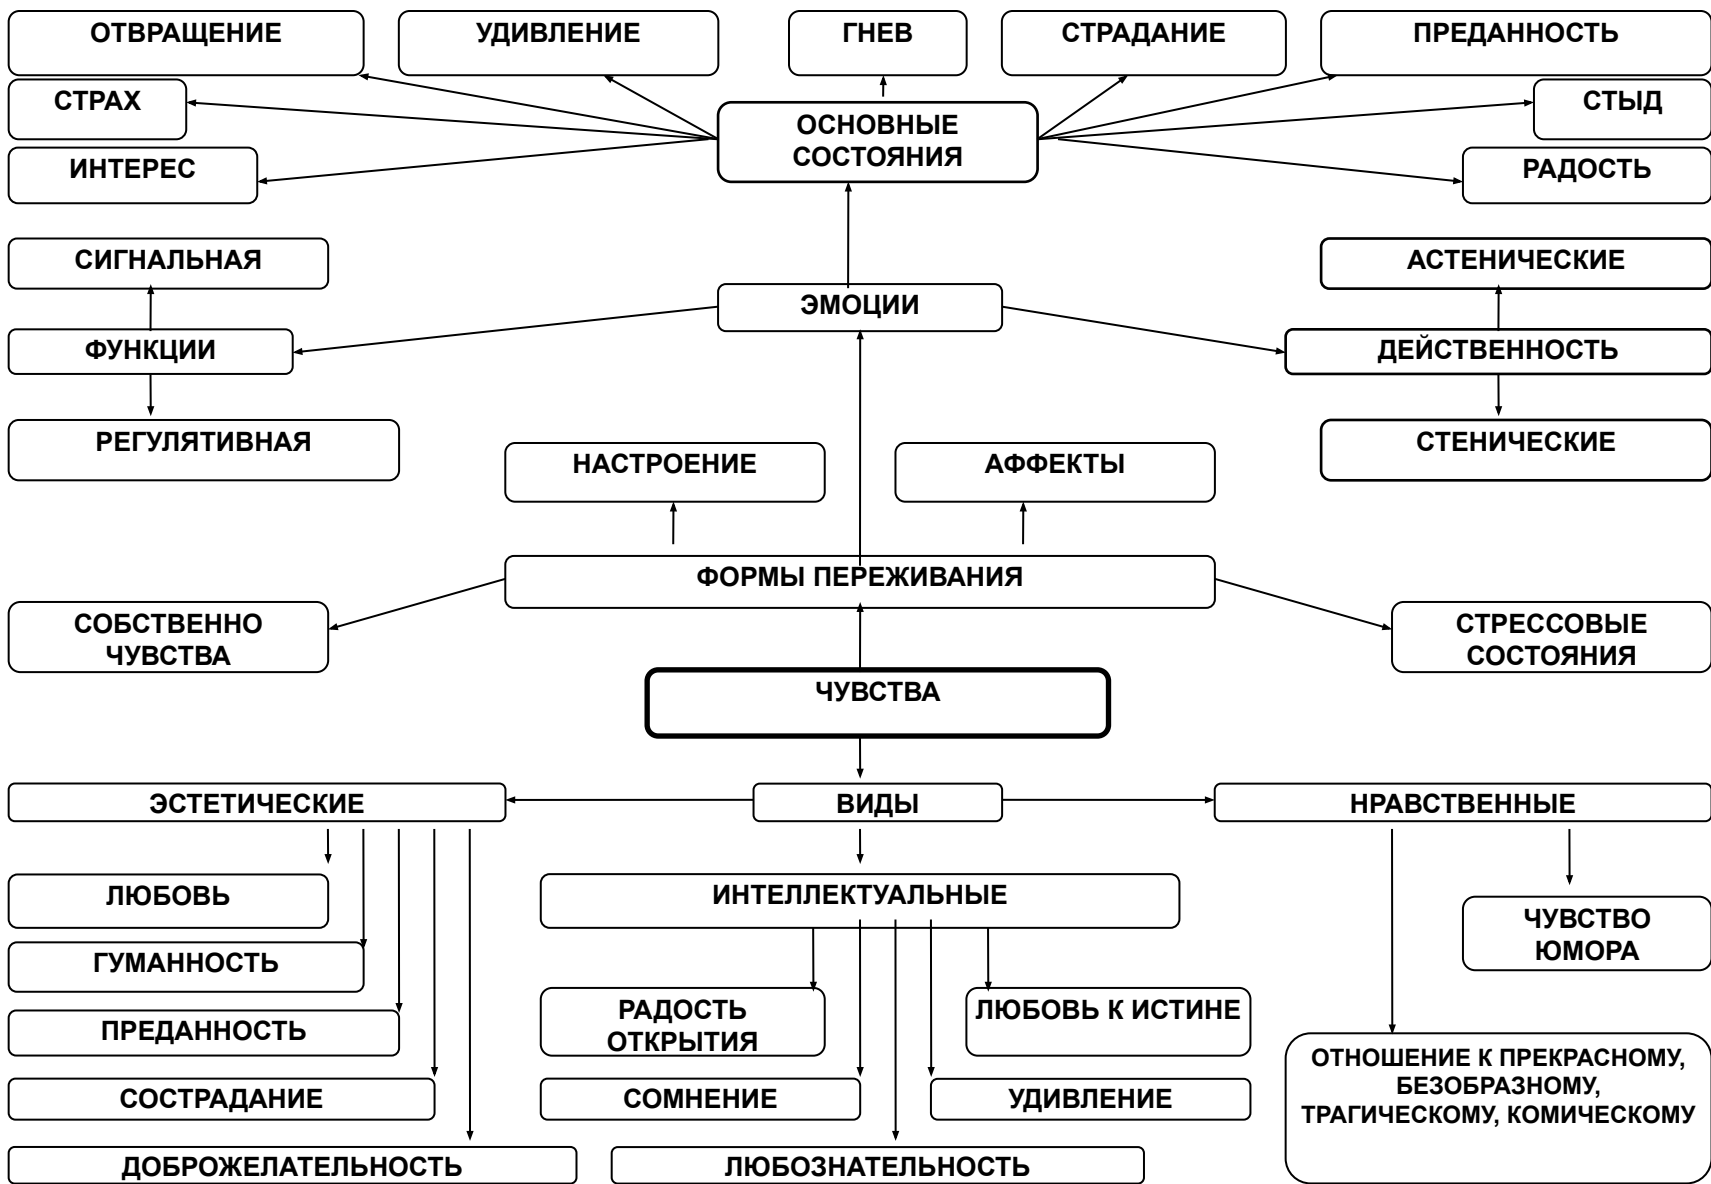 ОТВРАЩЕНИЕ
УДИВЛЕНИЕ
ГНЕВ
СТРАДАНИЕ
ПРЕДАННОСТЬ
СТРАХ
ОСНОВНЫЕ
СОСТОЯНИЯ
СТЫД
ИНТЕРЕС
РАДОСТЬ
СИГНАЛЬНАЯ
АСТЕНИЧЕСКИЕ
ЭМОЦИИ
ФУНКЦИИ
ДЕЙСТВЕННОСТЬ
РЕГУЛЯТИВНАЯ
СТЕНИЧЕСКИЕ
НАСТРОЕНИЕ
АФФЕКТЫ
ФОРМЫ ПЕРЕЖИВАНИЯ
СОБСТВЕННО
ЧУВСТВА
СТРЕССОВЫЕ
СОСТОЯНИЯ
ЧУВСТВА
ЭСТЕТИЧЕСКИЕ
ВИДЫ
НРАВСТВЕННЫЕ
ЛЮБОВЬ
ИНТЕЛЛЕКТУАЛЬНЫЕ
ЧУВСТВО
ЮМОРА
ГУМАННОСТЬ
РАДОСТЬ
ОТКРЫТИЯ
ЛЮБОВЬ К ИСТИНЕ
ПРЕДАННОСТЬ
ОТНОШЕНИЕ К ПРЕКРАСНОМУ,
БЕЗОБРАЗНОМУ,
ТРАГИЧЕСКОМУ, КОМИЧЕСКОМУ
СОСТРАДАНИЕ
СОМНЕНИЕ
УДИВЛЕНИЕ
ДОБРОЖЕЛАТЕЛЬНОСТЬ
ЛЮБОЗНАТЕЛЬНОСТЬ